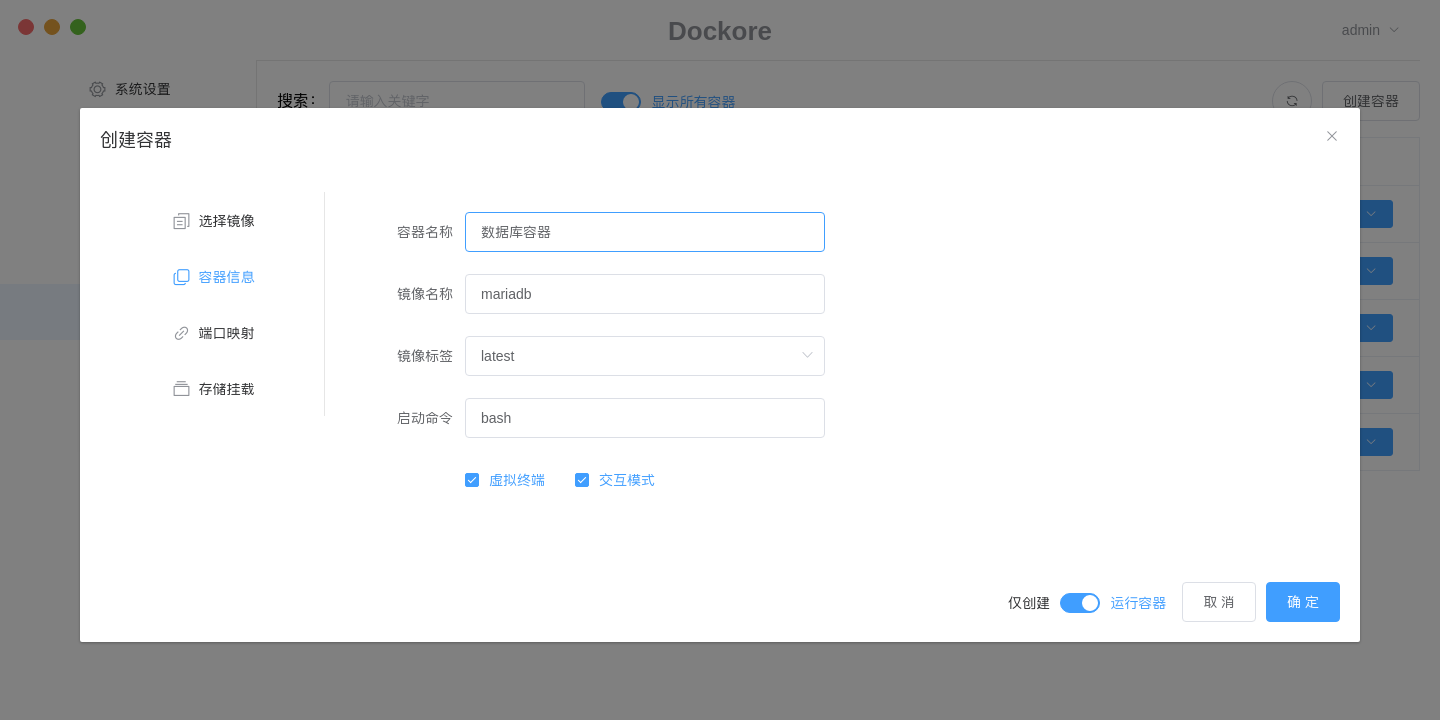 Dockore
admin
系统设置
搜索：
请输入关键字
显示所有容器
创建容器
创建容器
选择镜像
容器信息
端口映射
存储挂载
容器名称
数据库容器
镜像名称
mariadb
镜像标签
latest
启动命令
bash
虚拟终端
交互模式
仅创建
运行容器
取 消
确 定